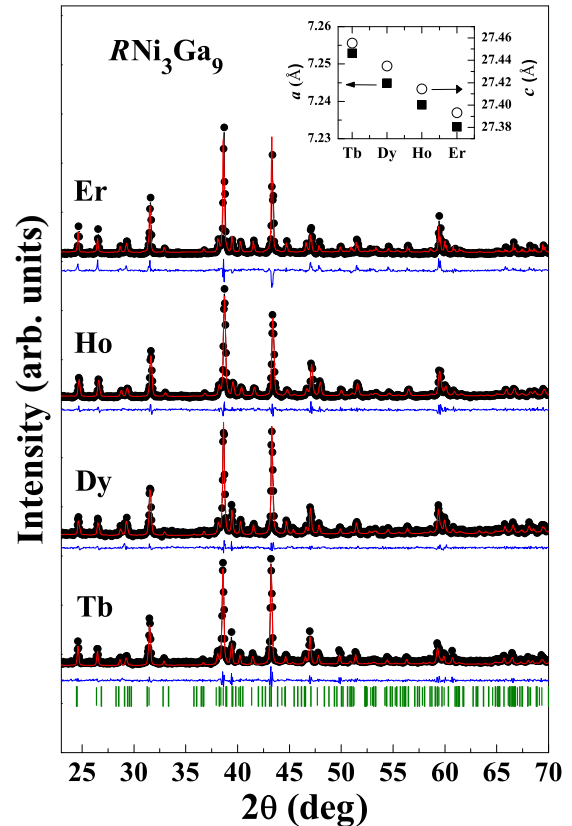 RNi₃Ga₉
7.26
7.25
7.24
7.23
a (Å)
27.46
27.44
27.42
27.40
27.38
c (Å)
Tb Dy Ho Er
Er
Ho
Dy
Tb
Intensity (arb. units)
25 30 35 40 45 50 55 60 65 70
2θ (deg)